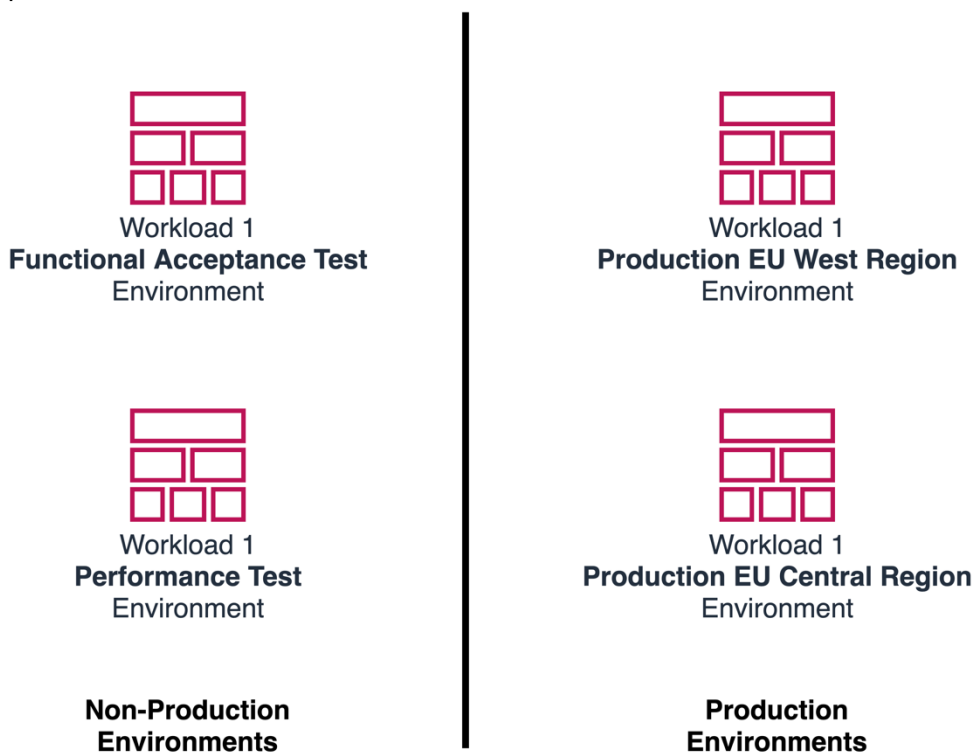 Workload 1
Functional Acceptance Test
Environment
Workload 1
Performance Test
Environment
Non-Production
Environments
Workload 1
Production EU West Region
Environment
Workload 1
Production EU Central Region
Environment
Production
Environments